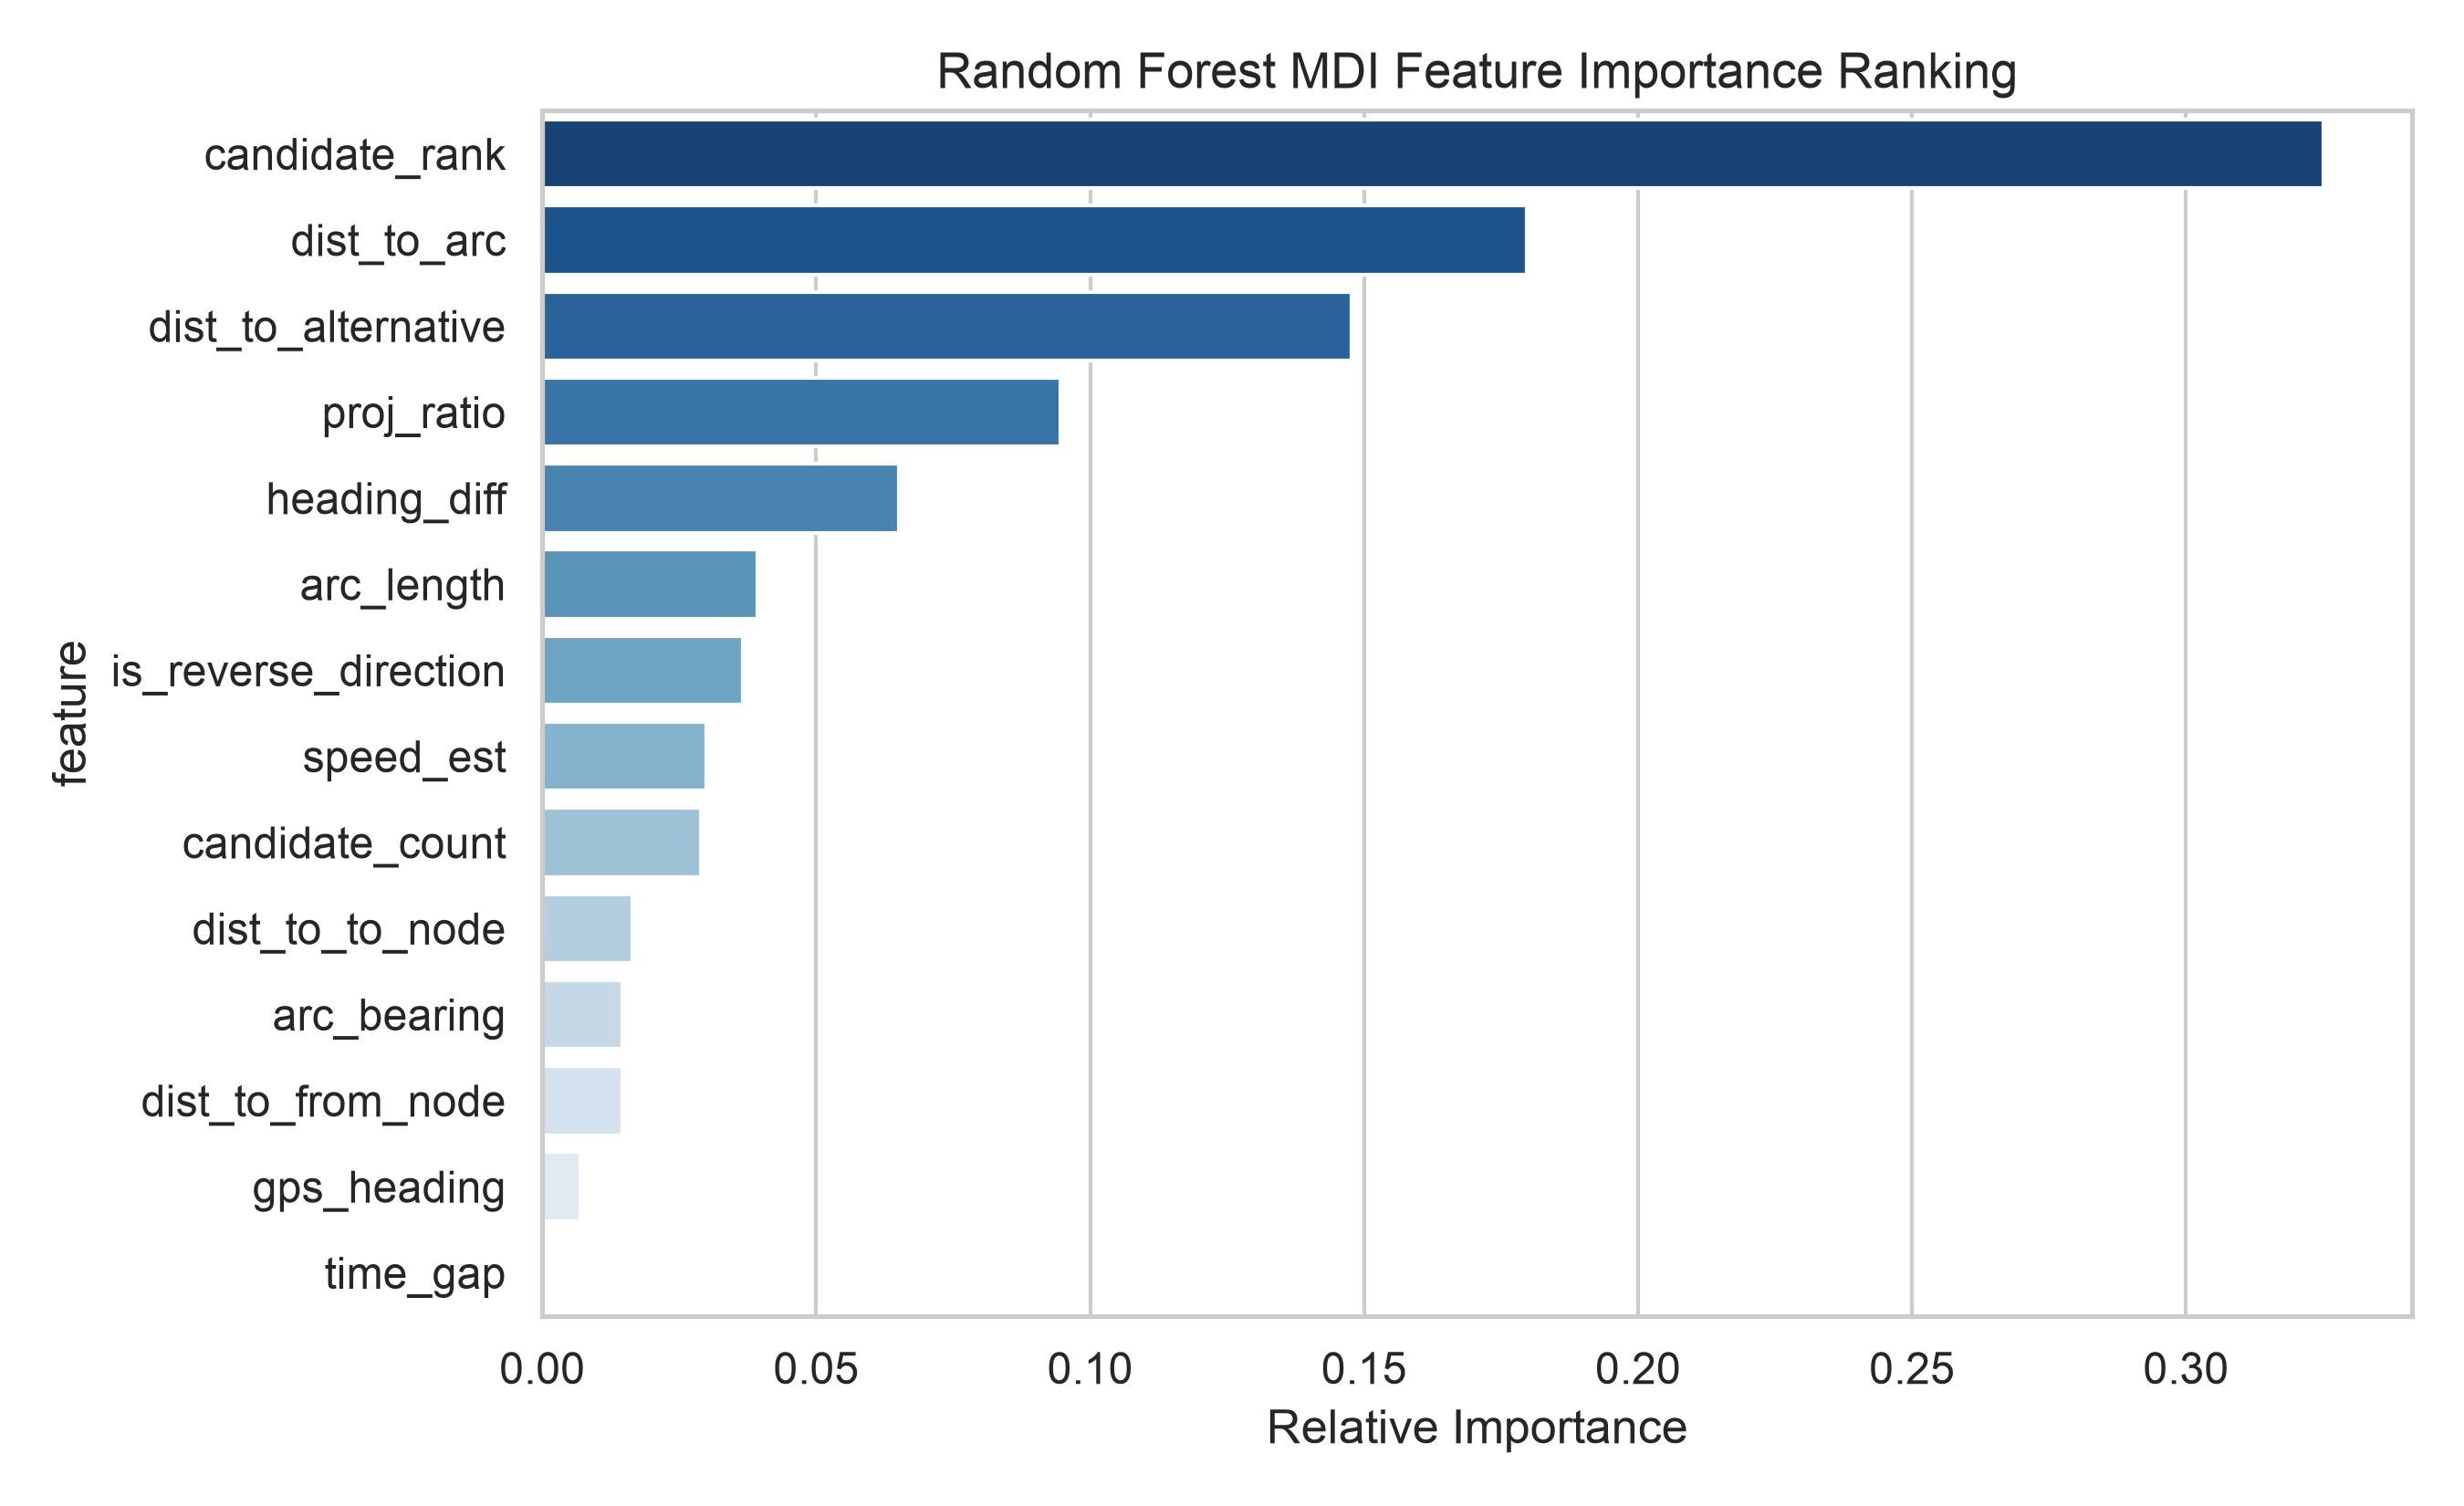 Random Forest MDI Feature Importance Ranking
candidate_rank
dist_to_arc
dist_to_alternative
proj_ratio
heading_diff
arc_length
is_reverse_direction
speed_est
candidate_count
dist_to_to_node
arc_bearing
dist_to_from_node
gps_heading
time_gap
feature
0.00 0.05 0.10 0.15 0.20 0.25 0.30
Relative Importance